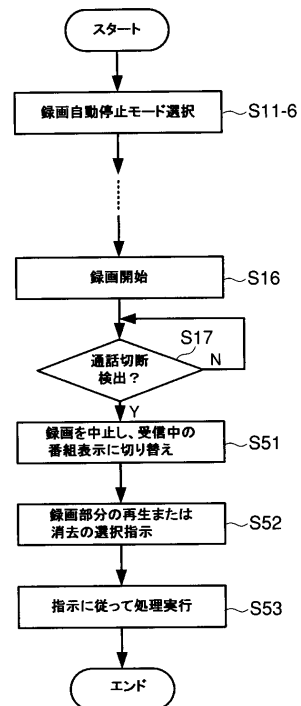 スタート
録画自動停止モード選択
S11-6
録画開始
S16
S17
通話切断
検出？
N
Y
録画を中止し、受信中の
番組表示に切り替え
S51
録画部分の再生または
消去の選択指示
S52
指示に従って処理実行
S53
エンド